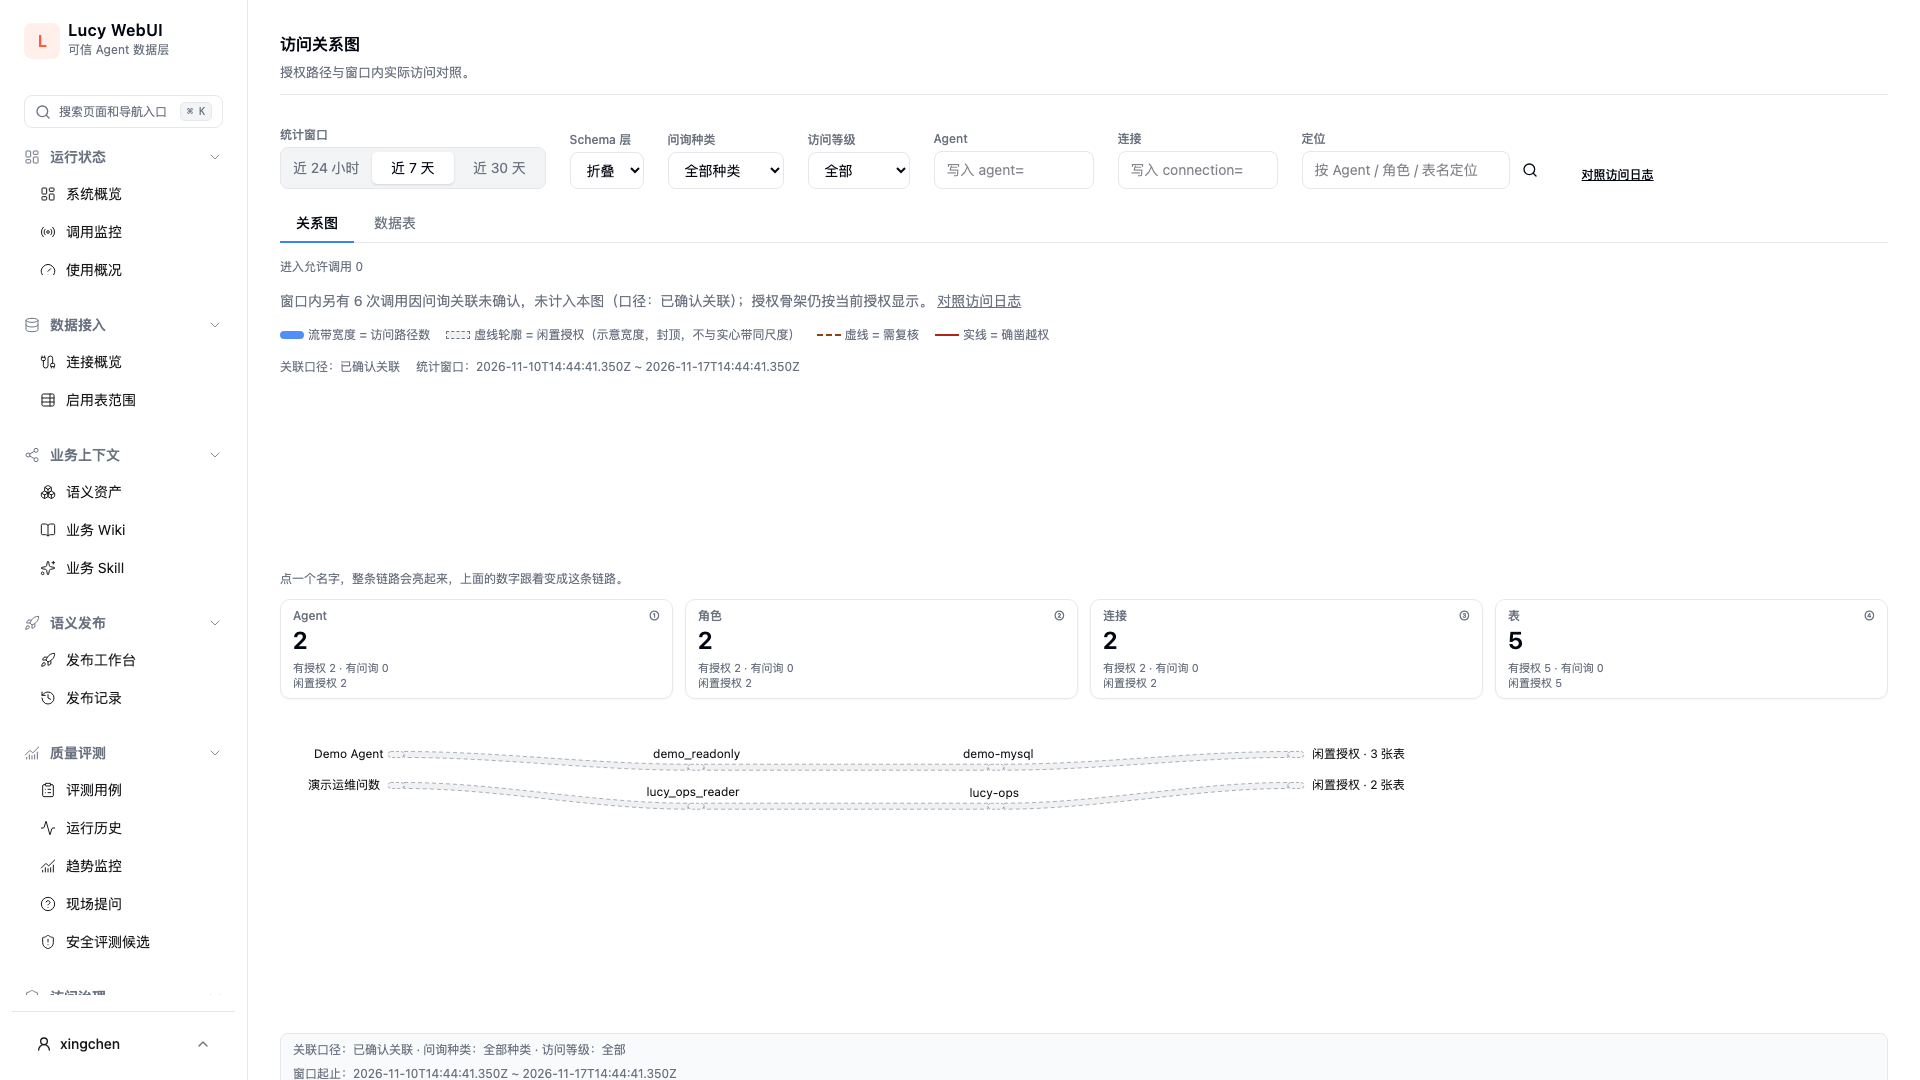 L
Lucy WebUI
可信 Agent 数据层
搜索页面和导航入口 ⌘ K
运行状态
系统概览
调用监控
使用概况
数据接入
连接概览
启用表范围
业务上下文
语义资产
业务 Wiki
业务 Skill
语义发布
发布工作台
发布记录
质量评测
评测用例
运行历史
趋势监控
现场提问
安全评测候选
访问治理
xingchen
访问关系图
授权路径与窗口内实际访问对照。
统计窗口
近 24 小时 近 7 天 近 30 天
Schema 层
折叠
问询种类
全部种类
访问等级
全部
Agent
写入 agent=
连接
写入 connection=
定位
按 Agent / 角色 / 表名定位
对照访问日志
关系图 数据表
进入允许调用 0
窗口内另有 6 次调用因问询关联未确认，未计入本图（口径：已确认关联）；授权骨架仍按当前授权显示。 对照访问日志
流带宽度 = 访问路径数 虚线轮廓 = 闲置授权（示意宽度，封顶，不与实心带同尺度） 虚线 = 需复核 实线 = 确凿越权
关联口径：已确认关联 统计窗口：2026-11-10T14:44:41.350Z ~ 2026-11-17T14:44:41.350Z
点一个名字，整条链路会亮起来，上面的数字跟着变成这条链路。
Agent ①
2
有授权 2 · 有问询 0
闲置授权 2
角色 ②
2
有授权 2 · 有问询 0
闲置授权 2
连接 ③
2
有授权 2 · 有问询 0
闲置授权 2
表 ④
5
有授权 5 · 有问询 0
闲置授权 5
Demo Agent demo_readonly demo-mysql 闲置授权 · 3 张表
演示运维问数 lucy_ops_reader lucy-ops 闲置授权 · 2 张表
关联口径：已确认关联 · 问询种类：全部种类 · 访问等级：全部
窗口起止：2026-11-10T14:44:41.350Z ~ 2026-11-17T14:44:41.350Z